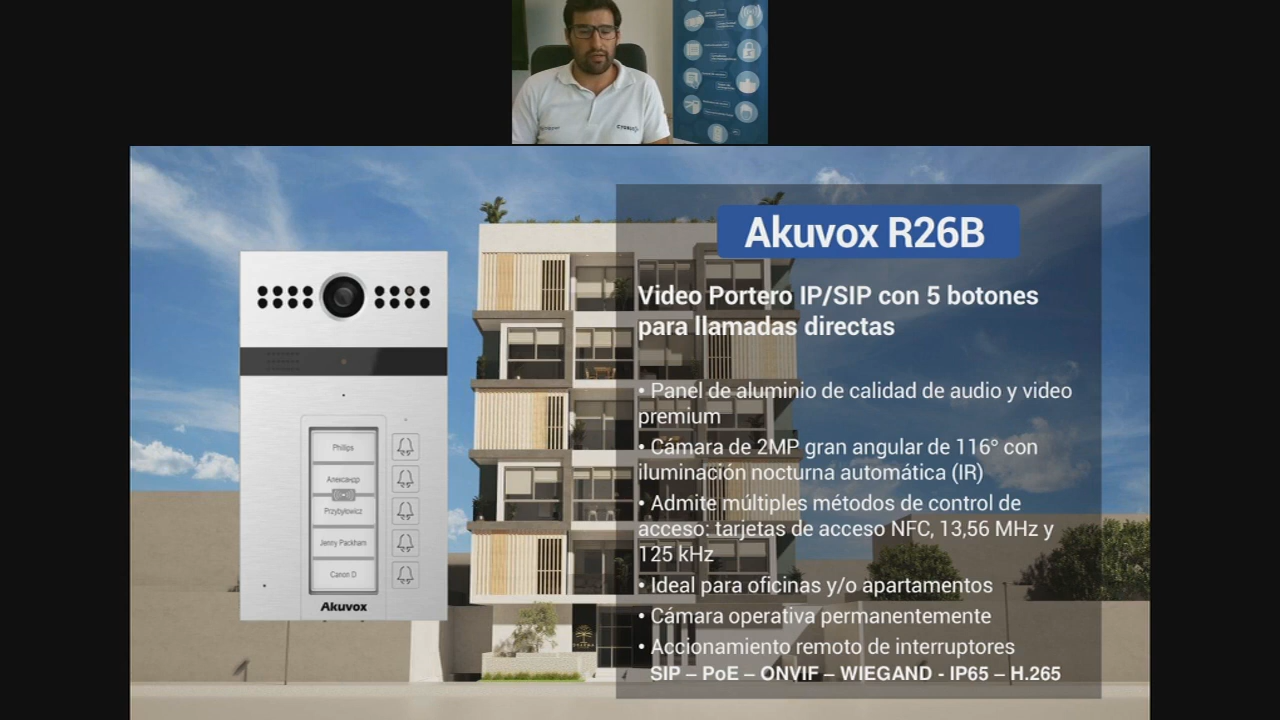 CYGNUS
Akuvox R26B
Video Portero IP/SIP con 5 botones
para llamadas directas
• Panel de aluminio de calidad de audio y video
premium
• Cámara de 2MP gran angular de 116° con
iluminación nocturna automática (IR)
• Admite múltiples métodos de control de
acceso: tarjetas de acceso NFC, 13,56 MHz y
125 kHz
• Ideal para oficinas y/o apartamentos
• Cámara operativa permanentemente
• Accionamiento remoto de interruptores
SIP – PoE – ONVIF – WIEGAND - IP65 – H.265
Phillips
Александр
Przybyłowicz
Jenny Packham
Canon D
Akuvox